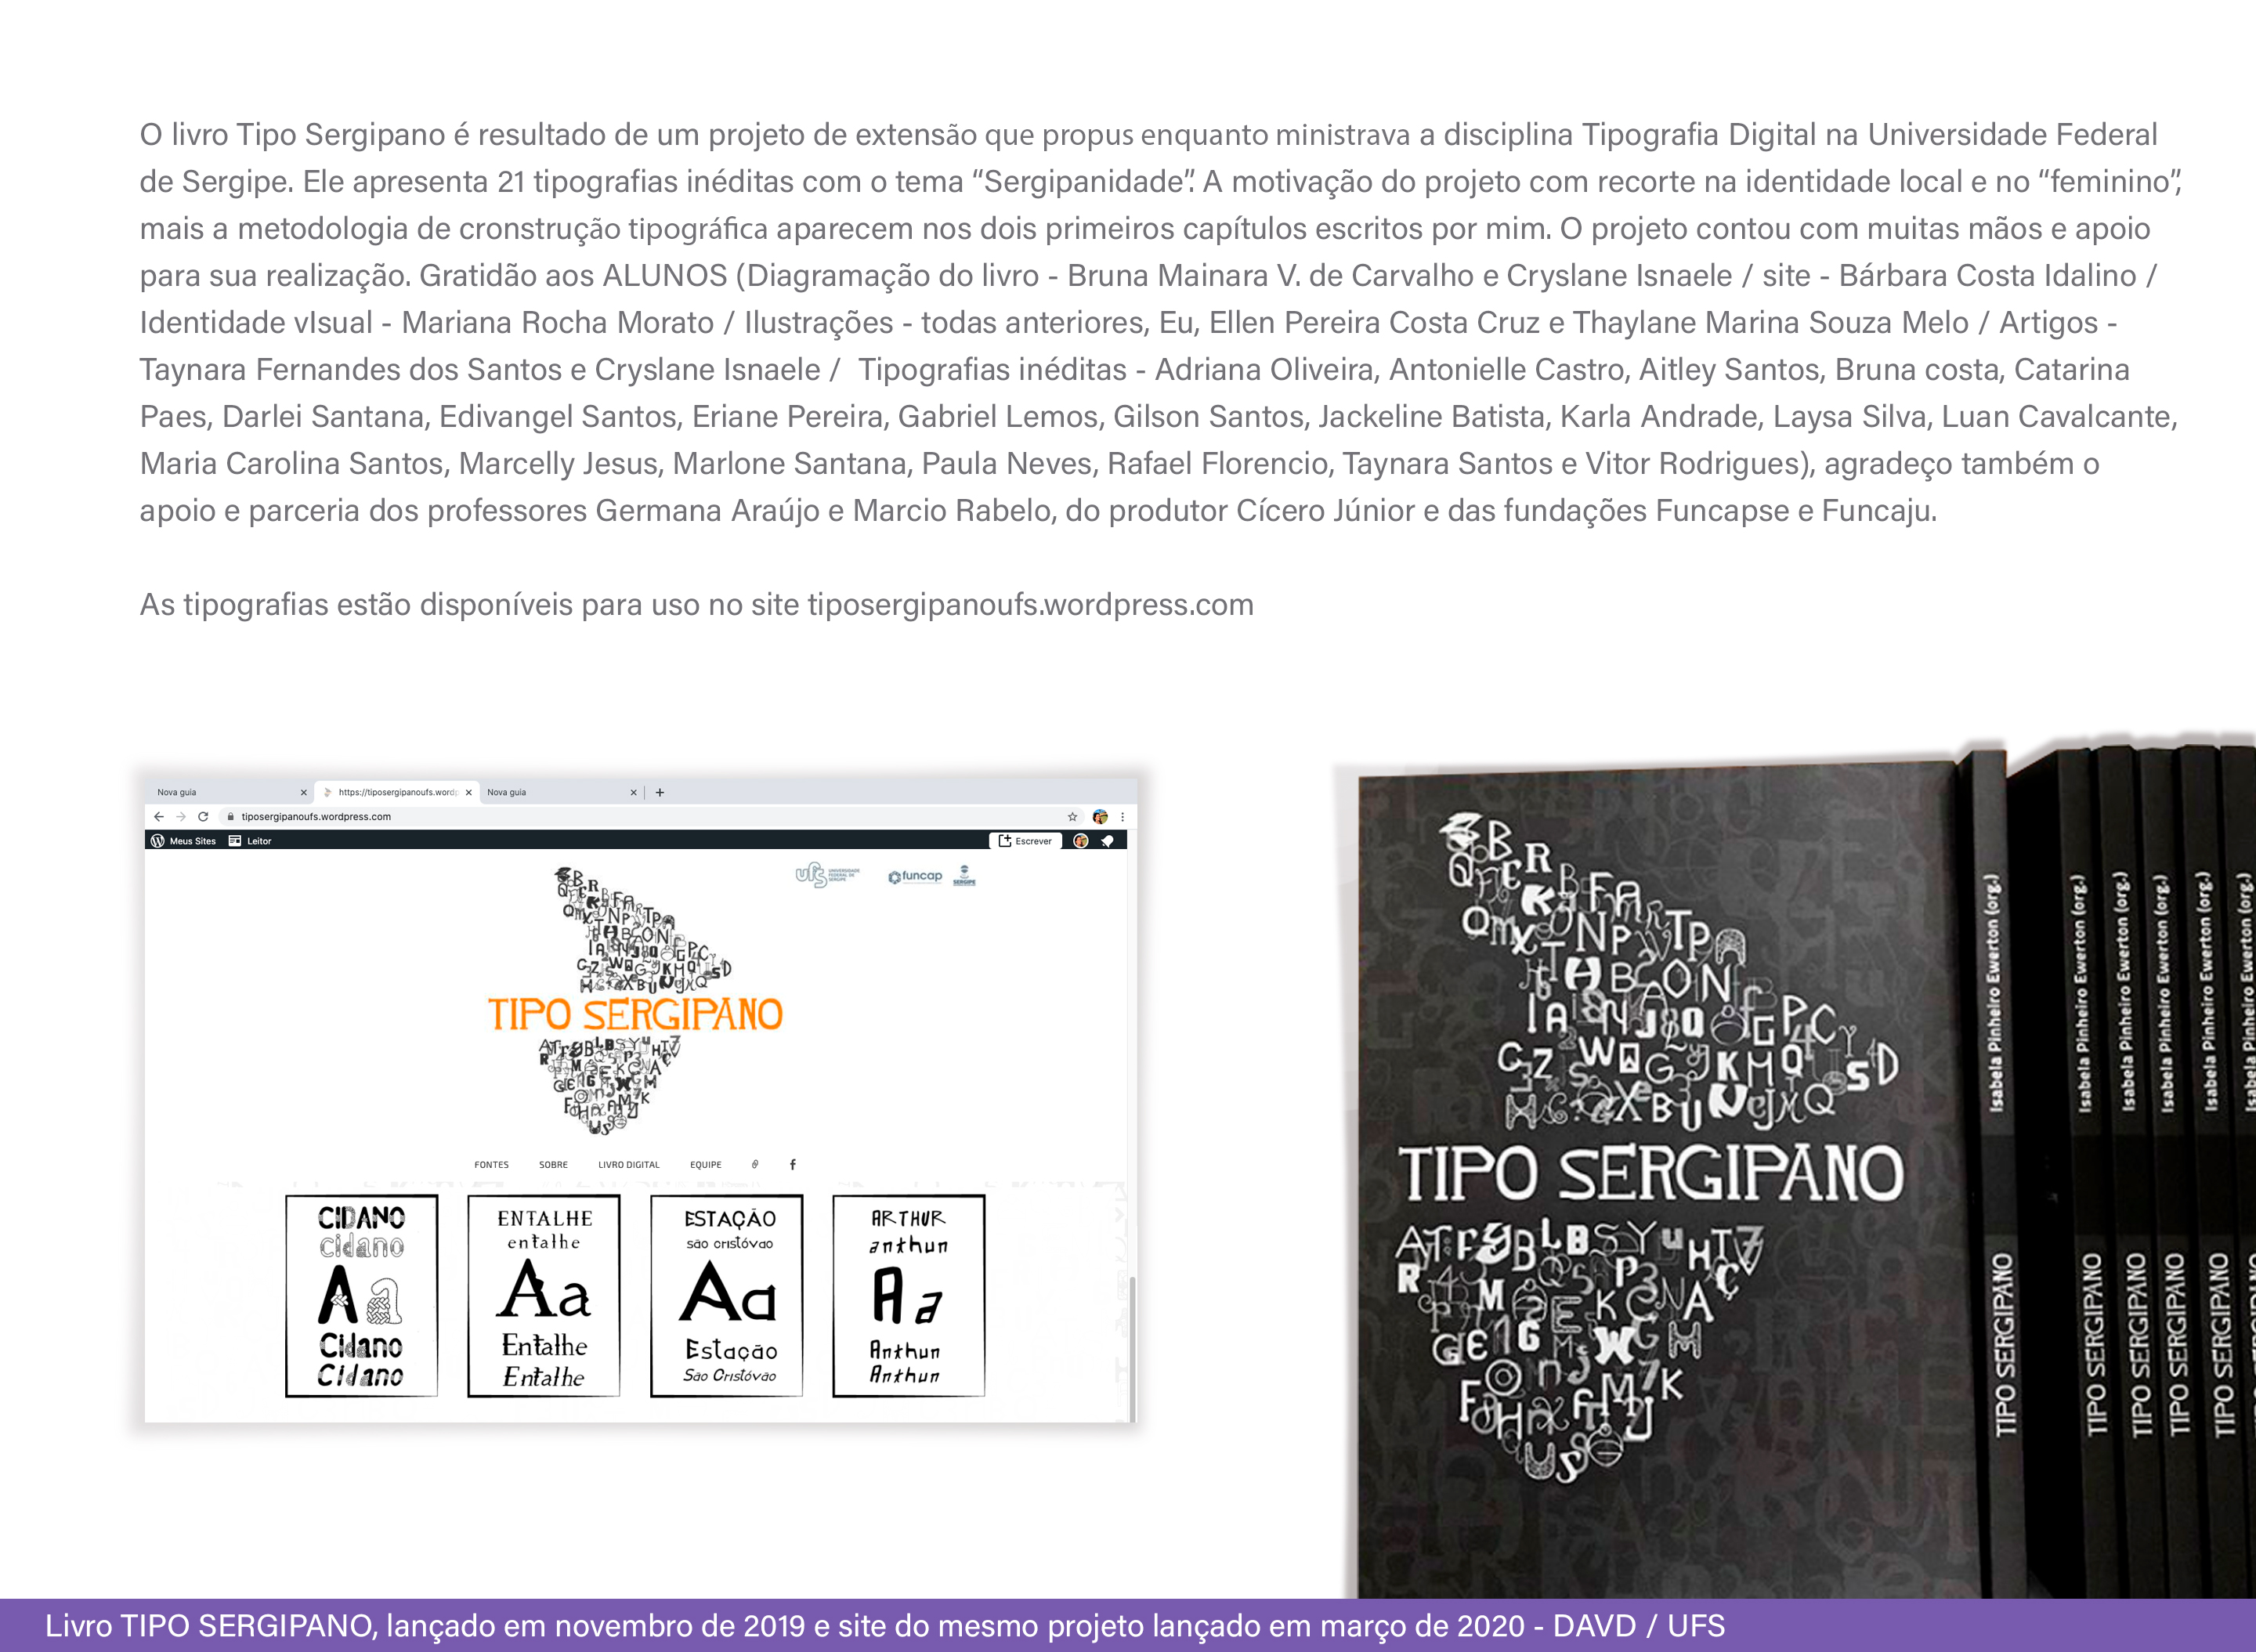 O livro Tipo Sergipano é resultado de um projeto de extensão que propus enquanto ministrava a disciplina Tipografia Digital na Universidade Federal
de Sergipe. Ele apresenta 21 tipografias inéditas com o tema “Sergipanidade”. A motivação do projeto com recorte na identidade local e no “feminino”,
mais a metodologia de cronstrução tipográfica aparecem nos dois primeiros capítulos escritos por mim. O projeto contou com muitas mãos e apoio
para sua realização. Gratidão aos ALUNOS (Diagramação do livro - Bruna Mainara V. de Carvalho e Cryslane Isnaele / site - Bárbara Costa Idalino /
Identidade vIsual - Mariana Rocha Morato / Ilustrações - todas anteriores, Eu, Ellen Pereira Costa Cruz e Thaylane Marina Souza Melo / Artigos -
Taynara Fernandes dos Santos e Cryslane Isnaele / Tipografias inéditas - Adriana Oliveira, Antonielle Castro, Aitley Santos, Bruna costa, Catarina
Paes, Darlei Santana, Edivangel Santos, Eriane Pereira, Gabriel Lemos, Gilson Santos, Jackeline Batista, Karla Andrade, Laysa Silva, Luan Cavalcante,
Maria Carolina Santos, Marcelly Jesus, Marlone Santana, Paula Neves, Rafael Florencio, Taynara Santos e Vitor Rodrigues), agradeço também o
apoio e parceria dos professores Germana Araújo e Marcio Rabelo, do produtor Cícero Júnior e das fundações Funcapse e Funcaju.
As tipografias estão disponíveis para uso no site tiposergipanoufs.wordpress.com
Nova guia
https://tiposergipanoufs.wordp
Nova guia
tiposergipanoufs.wordpress.com
Meus Sites
Leitor
Escrever
ufs UNIVERSIDADE FEDERAL DE SERGIPE
funcap
SERGIPE
TIPO SERGIPANO
FONTES
SOBRE
LIVRO DIGITAL
EQUIPE
CIDANO
cidano
Aa
Cidano
Cidano
ENTALHE
entalhe
Aa
Entalhe
Entalhe
ESTAÇÃO
são cristóvão
Aa
Estação
São Cristóvão
ARTHUR
arthur
Aa
Arthur
Arthur
TIPO SERGIPANO
Isabela Pinheiro Ewerton (org.)
TIPO SERGIPANO
Isabela Pinheiro Ewerton (org.)
TIPO SERGIPANO
Isabela Pinheiro Ewerton (org.)
TIPO SERGIPANO
Isabela Pinheiro Ewerton (org.)
TIPO SERGIPANO
Isabela Pinheiro Ewerton (org.)
TIPO SERGIPANO
Livro TIPO SERGIPANO, lançado em novembro de 2019 e site do mesmo projeto lançado em março de 2020 - DAVD / UFS